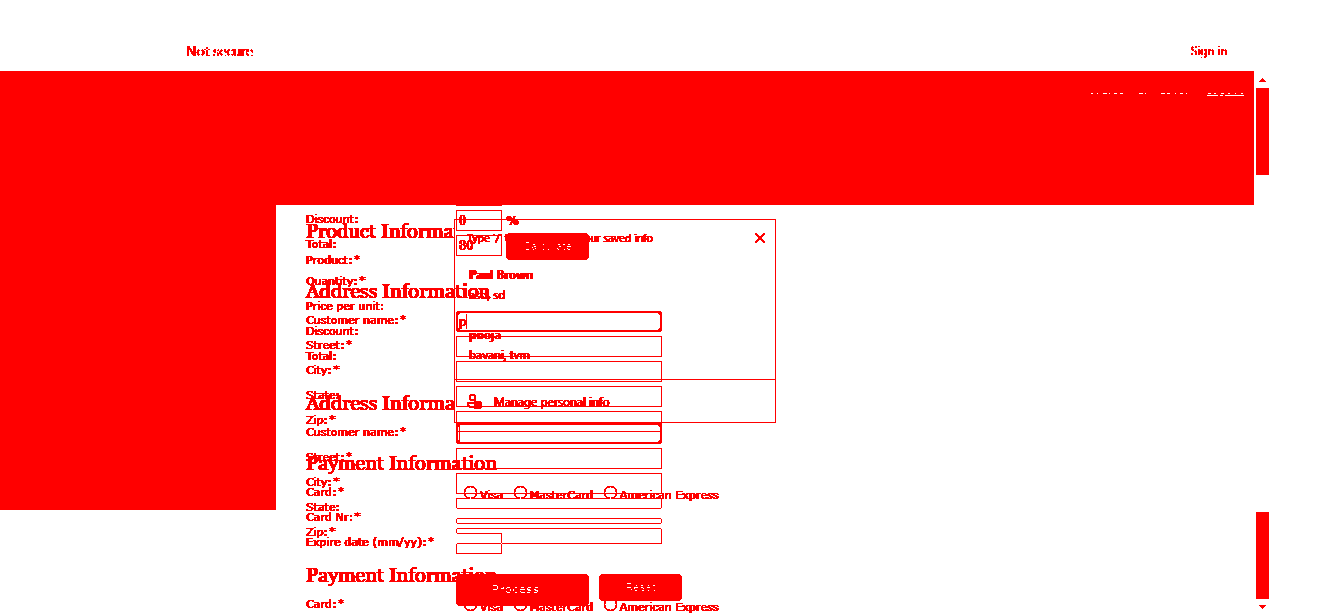 Not secure
Sign in
Discount: 0 %
Product Informa
Type '/' ur saved info
Total: 80 Calculate
Product:*
Paul Brown
Quantity:*
Address Information
sd
Price per unit:
Customer name:* p
Discount:
pooja
Street:*
Total:
bavani, tvm
City:*
State:
Address Informa
Manage personal info
Zip:*
Customer name:*
Street:*
Payment Information
City:*
Card:* Visa MasterCard American Express
State:
Card Nr:*
Zip:*
Expire date (mm/yy):*
Payment Information
Process Reset
Card:* Visa MasterCard American Express